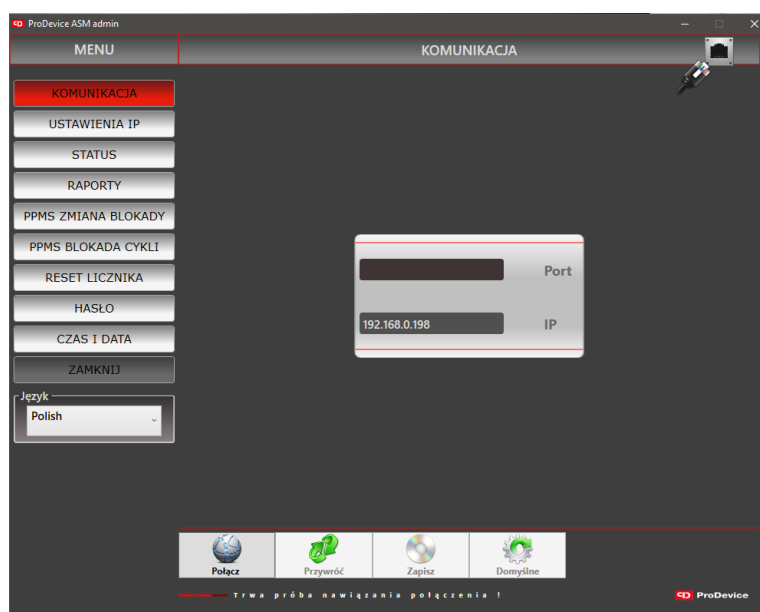 ProDevice ASM admin
MENU
KOMUNIKACJA
KOMUNIKACJA
USTAWIENIA IP
STATUS
RAPORTY
PPMS ZMIANA BLOKADY
PPMS BLOKADA CYKLI
RESET LICZNIKA
HASŁO
CZAS I DATA
ZAMKNIJ
Język
Polish
Port
192.168.0.198 IP
Połącz Przywróć Zapisz Domyślne
Trwa próba nawiązania połączenia !
ProDevice